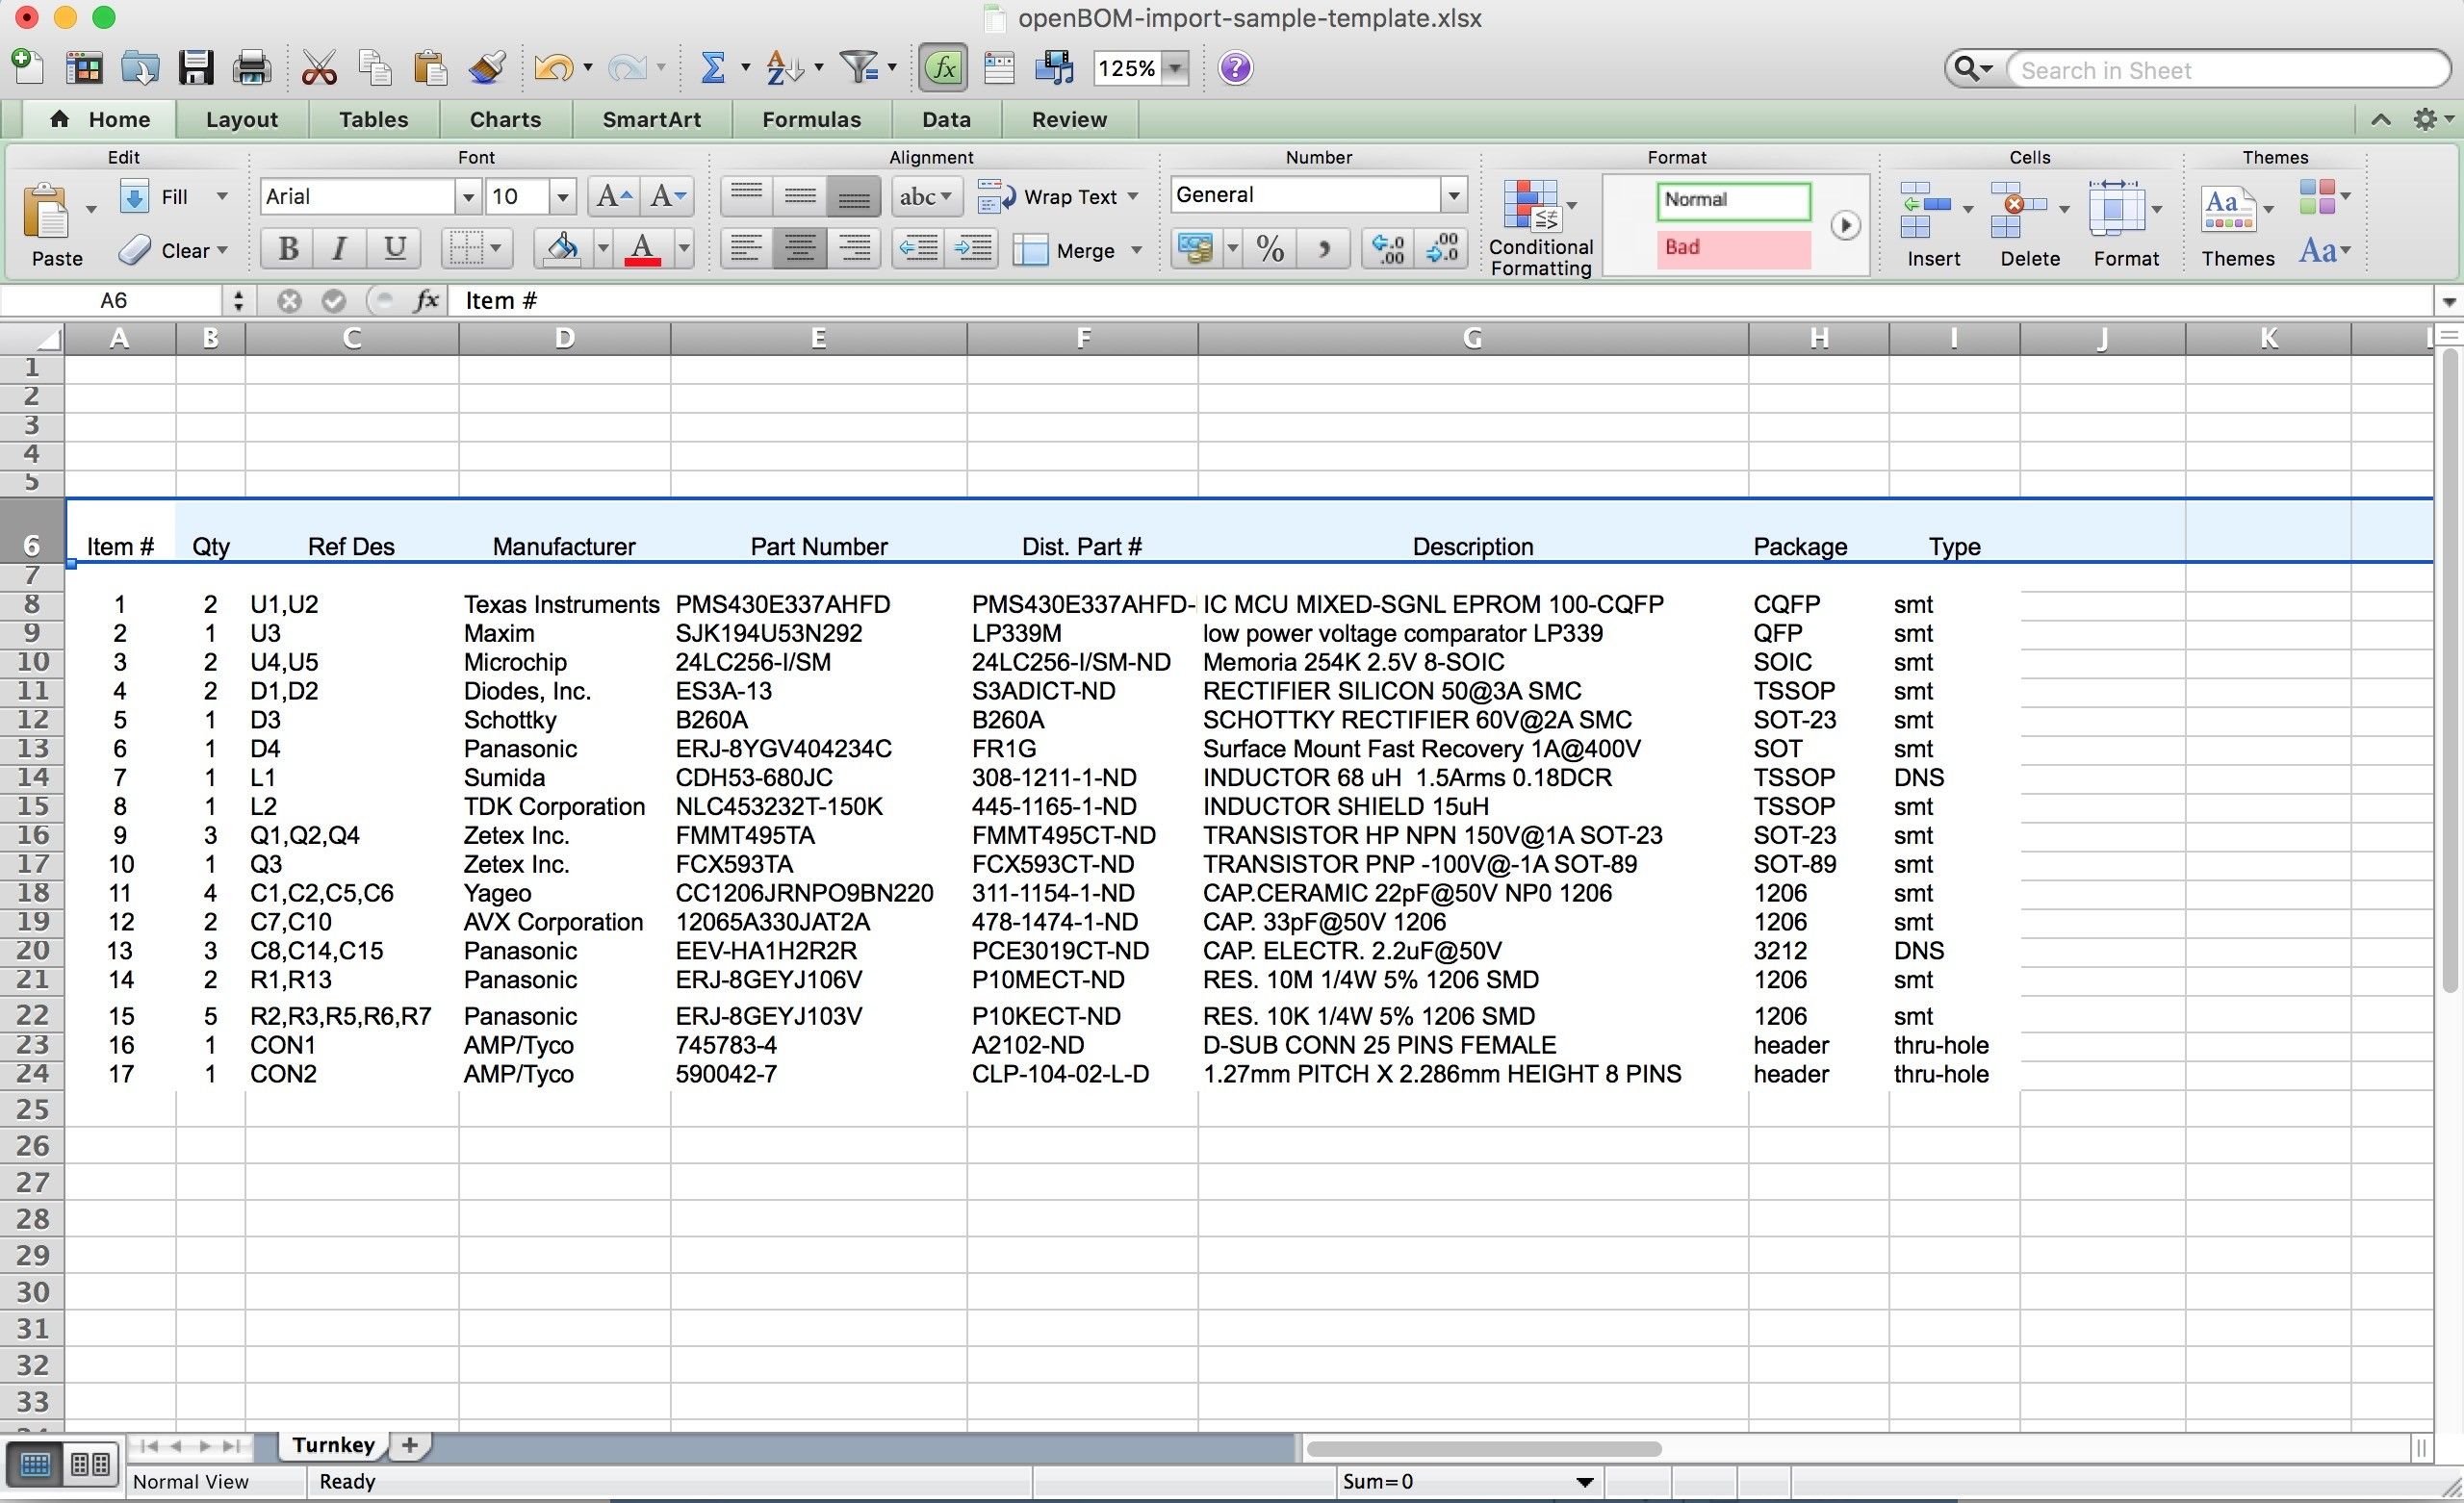 openBOM-import-sample-template.xlsx
125%
Search in Sheet
Home Layout Tables Charts SmartArt Formulas Data Review
Edit Font Alignment Number Format Cells Themes
Paste Fill Clear Arial 10 abc Wrap Text Merge General Conditional Formatting Normal Bad Insert Delete Format Themes Aa
A6 fx Item #
A B C D E F G H I J K
1
2
3
4
5
6 Item # Qty Ref Des Manufacturer Part Number Dist. Part # Description Package Type
7
8 1 2 U1,U2 Texas Instruments PMS430E337AHFD PMS430E337AHFD- IC MCU MIXED-SGNL EPROM 100-CQFP CQFP smt
9 2 1 U3 Maxim SJK194U53N292 LP339M low power voltage comparator LP339 QFP smt
10 3 2 U4,U5 Microchip 24LC256-I/SM 24LC256-I/SM-ND Memoria 254K 2.5V 8-SOIC SOIC smt
11 4 2 D1,D2 Diodes, Inc. ES3A-13 S3ADICT-ND RECTIFIER SILICON 50@3A SMC TSSOP smt
12 5 1 D3 Schottky B260A B260A SCHOTTKY RECTIFIER 60V@2A SMC SOT-23 smt
13 6 1 D4 Panasonic ERJ-8YGV404234C FR1G Surface Mount Fast Recovery 1A@400V SOT smt
14 7 1 L1 Sumida CDH53-680JC 308-1211-1-ND INDUCTOR 68 uH  1.5Arms 0.18DCR TSSOP DNS
15 8 1 L2 TDK Corporation NLC453232T-150K 445-1165-1-ND INDUCTOR SHIELD 15uH TSSOP smt
16 9 3 Q1,Q2,Q4 Zetex Inc. FMMT495TA FMMT495CT-ND TRANSISTOR HP NPN 150V@1A SOT-23 SOT-23 smt
17 10 1 Q3 Zetex Inc. FCX593TA FCX593CT-ND TRANSISTOR PNP -100V@-1A SOT-89 SOT-89 smt
18 11 4 C1,C2,C5,C6 Yageo CC1206JRNPO9BN220 311-1154-1-ND CAP.CERAMIC 22pF@50V NP0 1206 1206 smt
19 12 2 C7,C10 AVX Corporation 12065A330JAT2A 478-1474-1-ND CAP. 33pF@50V 1206 1206 smt
20 13 3 C8,C14,C15 Panasonic EEV-HA1H2R2R PCE3019CT-ND CAP. ELECTR. 2.2uF@50V 3212 DNS
21 14 2 R1,R13 Panasonic ERJ-8GEYJ106V P10MECT-ND RES. 10M 1/4W 5% 1206 SMD 1206 smt
22 15 5 R2,R3,R5,R6,R7 Panasonic ERJ-8GEYJ103V P10KECT-ND RES. 10K 1/4W 5% 1206 SMD 1206 smt
23 16 1 CON1 AMP/Tyco 745783-4 A2102-ND D-SUB CONN 25 PINS FEMALE header thru-hole
24 17 1 CON2 AMP/Tyco 590042-7 CLP-104-02-L-D 1.27mm PITCH X 2.286mm HEIGHT 8 PINS header thru-hole
25
26
27
28
29
30
31
32
33
Turnkey
Normal View Ready Sum=0